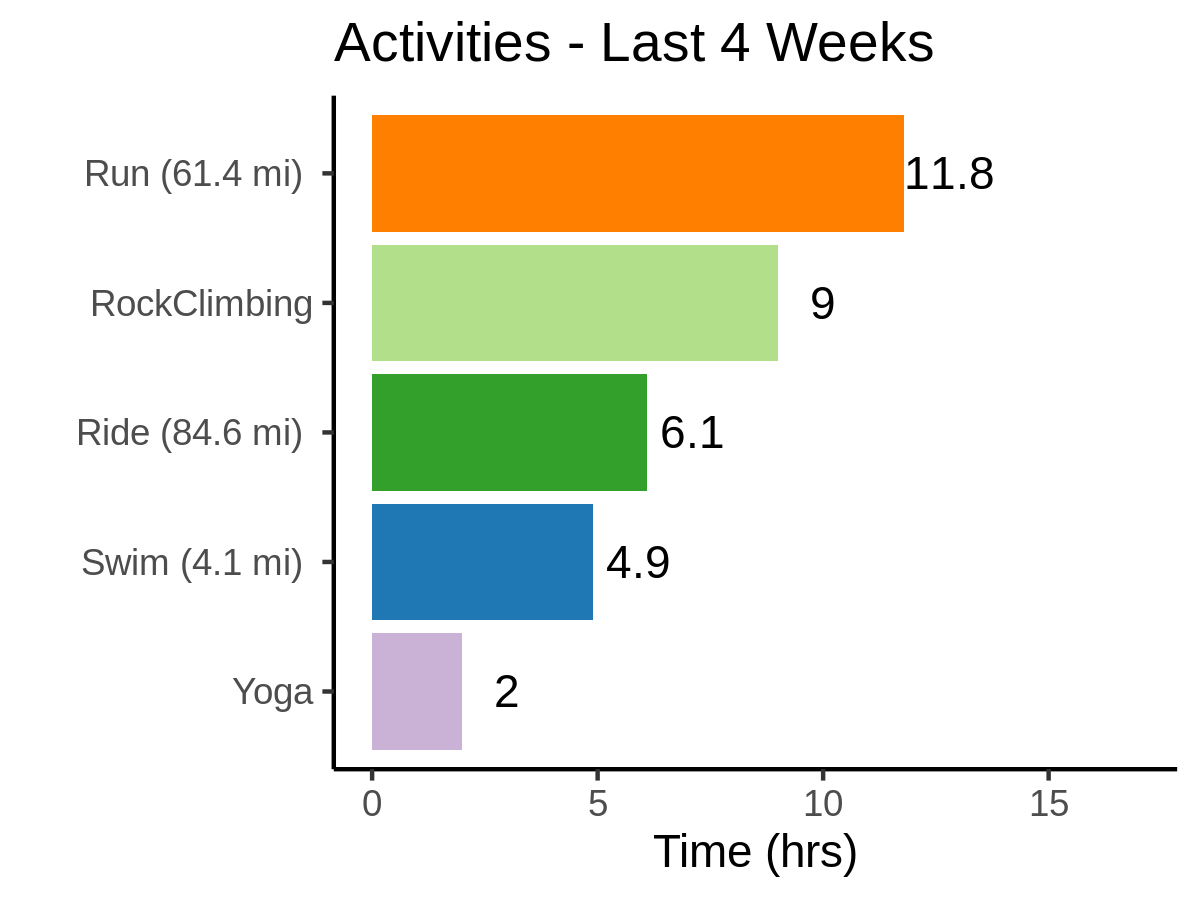 Activities - Last 4 Weeks
Run (61.4 mi) 11.8
RockClimbing 9
Ride (84.6 mi) 6.1
Swim (4.1 mi) 4.9
Yoga 2
0 5 10 15
Time (hrs)